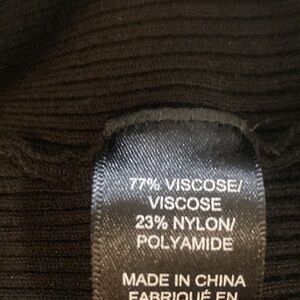 77% VISCOSE/
VISCOSE
23% NYLON/
POLYAMIDE
MADE IN CHINA
FABRIQUÉ EN